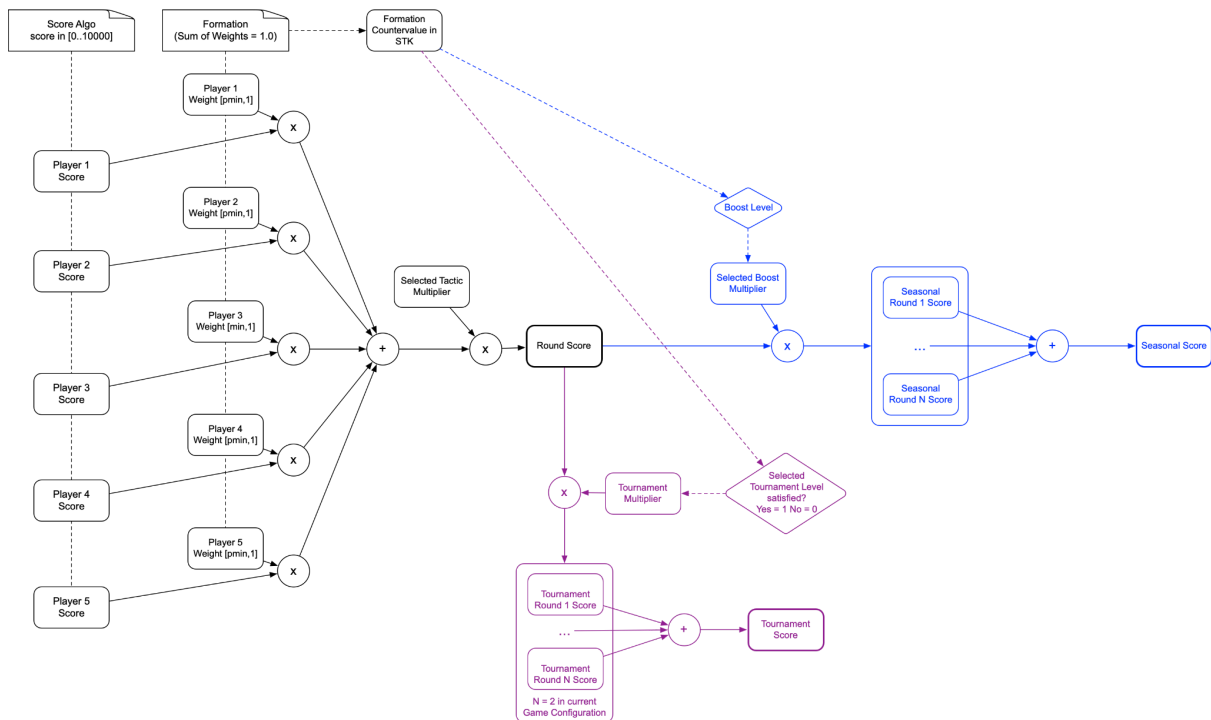 Score Algo
score in [0..10000]
Formation
(Sum of Weights = 1.0)
Formation
Countervalue in
STK
Player 1
Weight [pmin,1]
x
Player 1
Score
Player 2
Weight [pmin,1]
x
Player 2
Score
Boost Level
Selected Tactic
Multiplier
Selected Boost
Multiplier
Player 3
Weight [min,1]
x
+
x
Round Score
x
Seasonal
Round 1 Score
...
Seasonal
Round N Score
+
Seasonal Score
Player 3
Score
Player 4
Weight [pmin,1]
x
Player 4
Score
x
Tournament
Multiplier
Selected
Tournament Level
satisfied?
Yes = 1 No = 0
Player 5
Weight [pmin,1]
x
Player 5
Score
Tournament
Round 1 Score
...
Tournament
Round N Score
N = 2 in current
Game Configuration
+
Tournament
Score